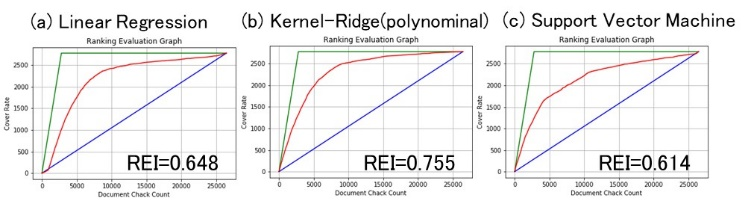 (a) Linear Regression
(b) Kernel-Ridge(polynominal)
(c) Support Vector Machine
Ranking Evaluation Graph
Cover Rate
2500
2000
1500
1000
500
0
REI=0.648
0 5000 10000 15000 20000 25000
Document Chack Count
Ranking Evaluation Graph
Cover Rate
2500
2000
1500
1000
500
0
REI=0.755
0 5000 10000 15000 20000 25000
Document Chack Count
Ranking Evaluation Graph
Cover Rate
2500
2000
1500
1000
500
0
REI=0.614
0 5000 10000 15000 20000 25000
Document Chack Count